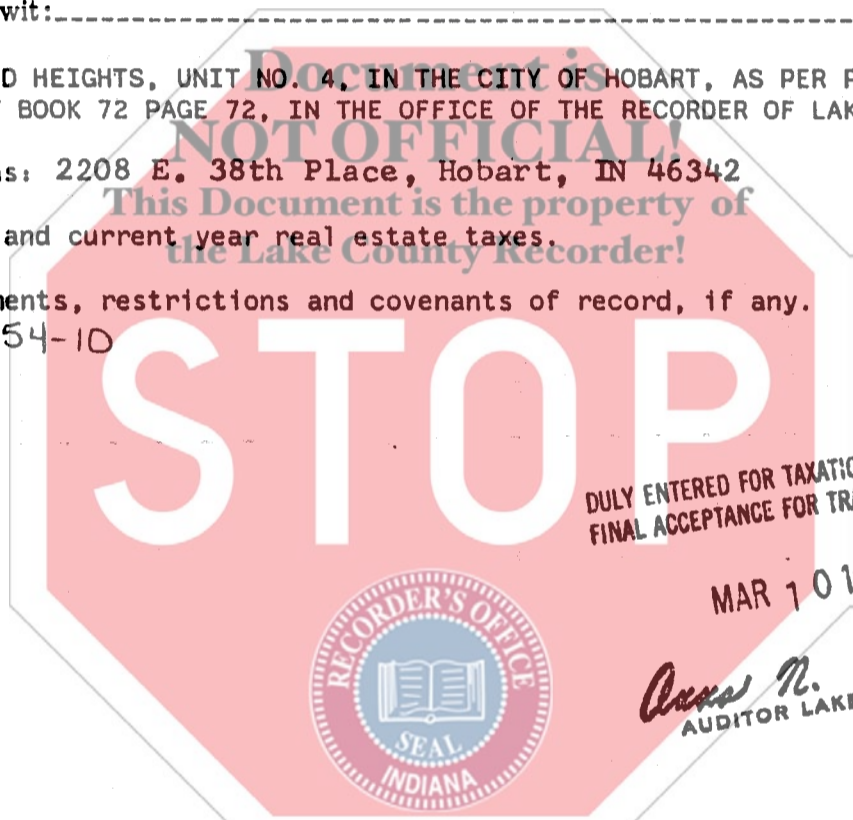 wit:
Document is
D HEIGHTS, UNIT NO. 4, IN THE CITY OF HOBART, AS PER P
BOOK 72 PAGE 72, IN THE OFFICE OF THE RECORDER OF LAK
NOT OFFICIAL!
s: 2208 E. 38th Place, Hobart, IN 46342
This Document is the property of
and current year real estate taxes.
the Lake County Recorder!
ents, restrictions and covenants of record, if any.
54-10
STOP
DULY ENTERED FOR TAXATIO
FINAL ACCEPTANCE FOR TRA
MAR 10 1
RECORDER'S OFFICE
SEAL
INDIANA
N.
AUDITOR LAKE